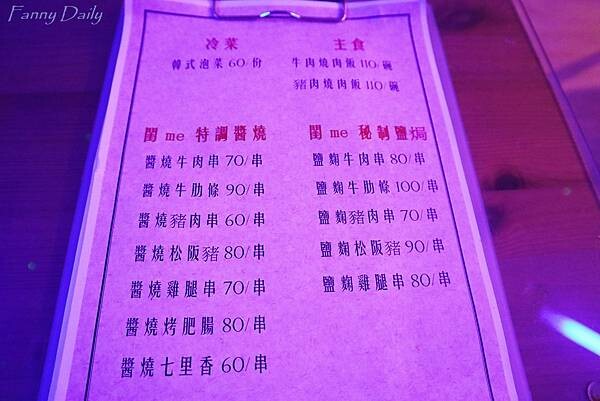 Fanny Daily
冷菜
韓式泡菜 60/份
主食
牛肉燒肉飯 110/碗
豬肉燒肉飯 110/碗
閨 me 特調醬燒
醬燒牛肉串 70/串
醬燒牛肋條 90/串
醬燒豬肉串 60/串
醬燒松阪豬 80/串
醬燒雞腿串 70/串
醬燒烤肥腸 80/串
醬燒七里香 60/串
閨 me 秘制鹽焗
鹽麴牛肉串 80/串
鹽麴牛肋條 100/串
鹽麴豬肉串 70/串
鹽麴松阪豬 90/串
鹽麴雞腿串 80/串